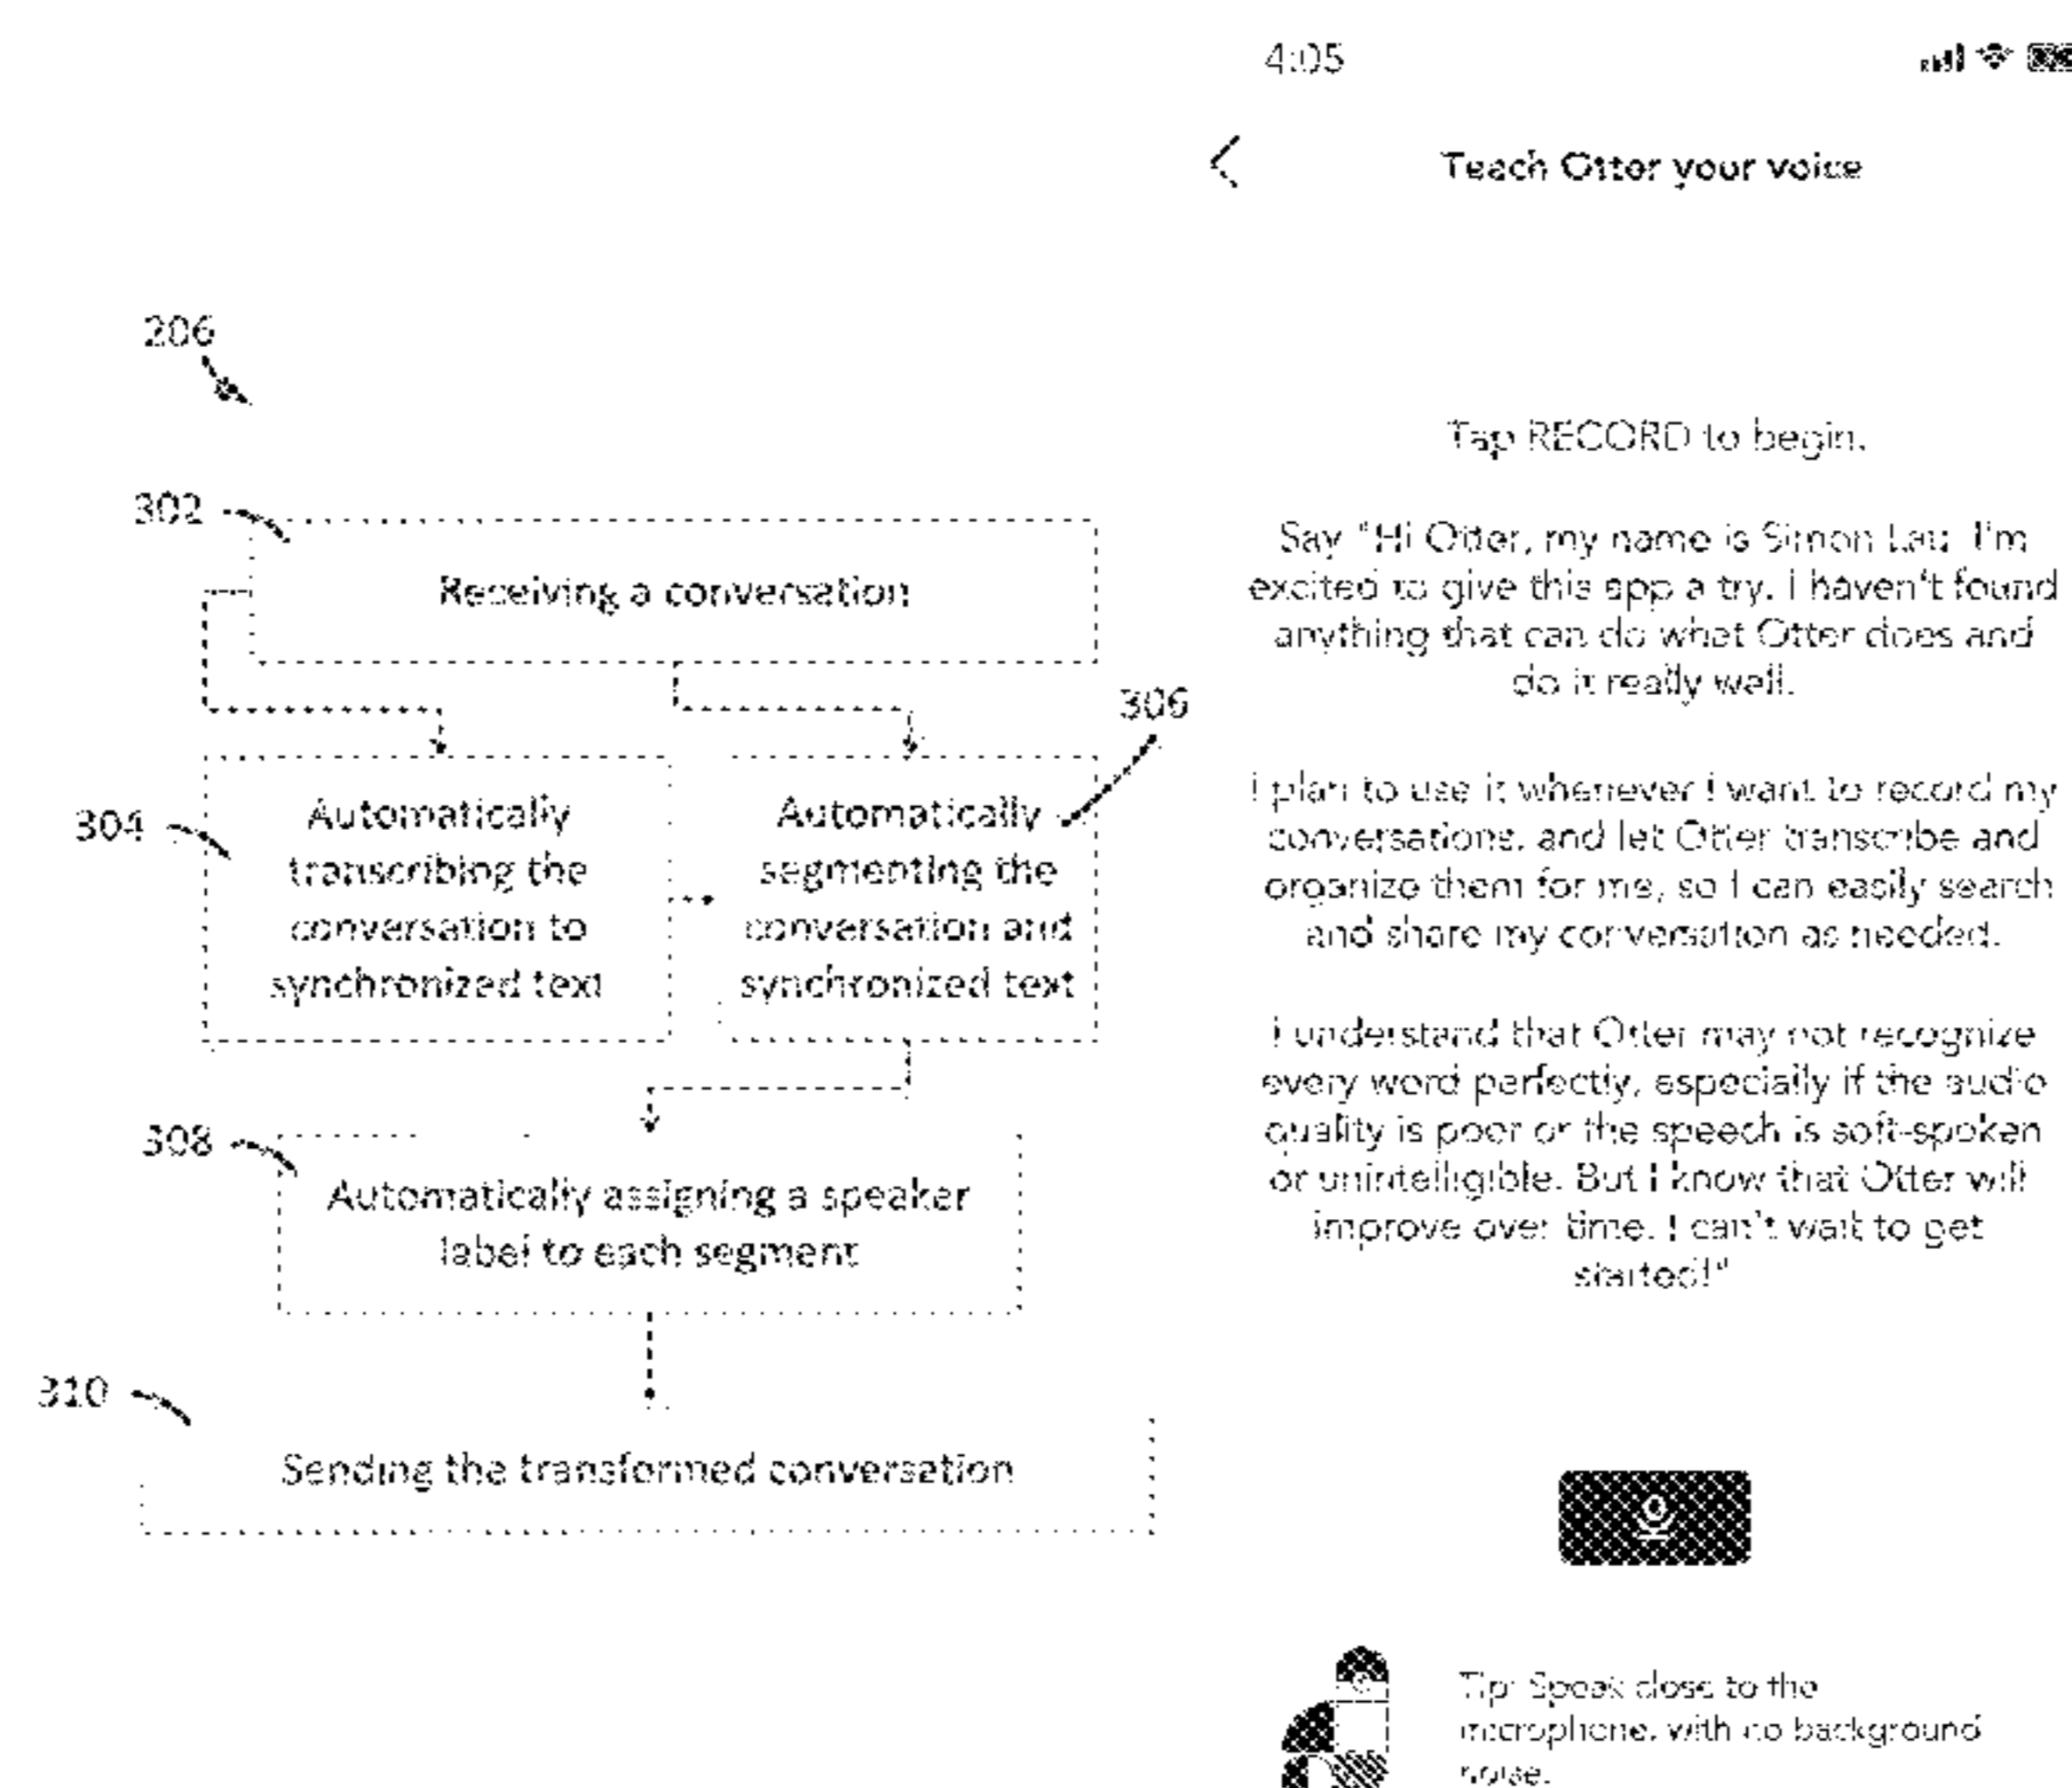 206
302
Receiving a conversation
304
Automatically
transcribing the
conversation to
synchronized text
306
Automatically
segmenting the
conversation and
synchronized text
308
Automatically assigning a speaker
label to each segment
310
Sending the transformed conversation
4:05
Teach Otter your voice
Tap RECORD to begin.
Say "Hi Otter, my name is Simon Lau. I'm
excited to give this app a try. I haven't found
anything that can do what Otter does and
do it really well.
I plan to use it whenever I want to record my
conversations, and let Otter transcribe and
organize them for me, so I can easily search
and share my conversation as needed.
I understand that Otter may not recognize
every word perfectly, especially if the audio
quality is poor or the speech is soft-spoken
or unintelligible. But I know that Otter will
improve over time. I can't wait to get
started!"
Tip: Speak close to the
microphone, with no background
noise.